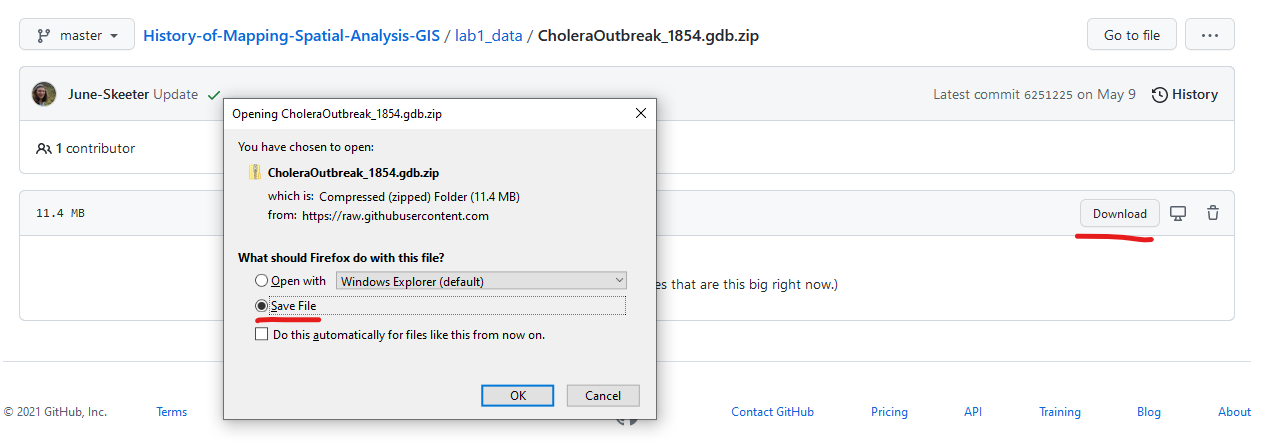 master History-of-Mapping-Spatial-Analysis-GIS / lab1_data / CholeraOutbreak_1854.gdb.zip Go to file ...
June-Skeeter Update Latest commit 6251225 on May 9 History
Opening CholeraOutbreak_1854.gdb.zip
1 contributor
You have chosen to open:
CholeraOutbreak_1854.gdb.zip
which is: Compressed (zipped) Folder (11.4 MB)
from: https://raw.githubusercontent.com
11.4 MB Download
What should Firefox do with this file?
Open with Windows Explorer (default)
es that are this big right now.)
Save File
Do this automatically for files like this from now on.
OK Cancel
© 2021 GitHub, Inc. Terms Contact GitHub Pricing API Training Blog About